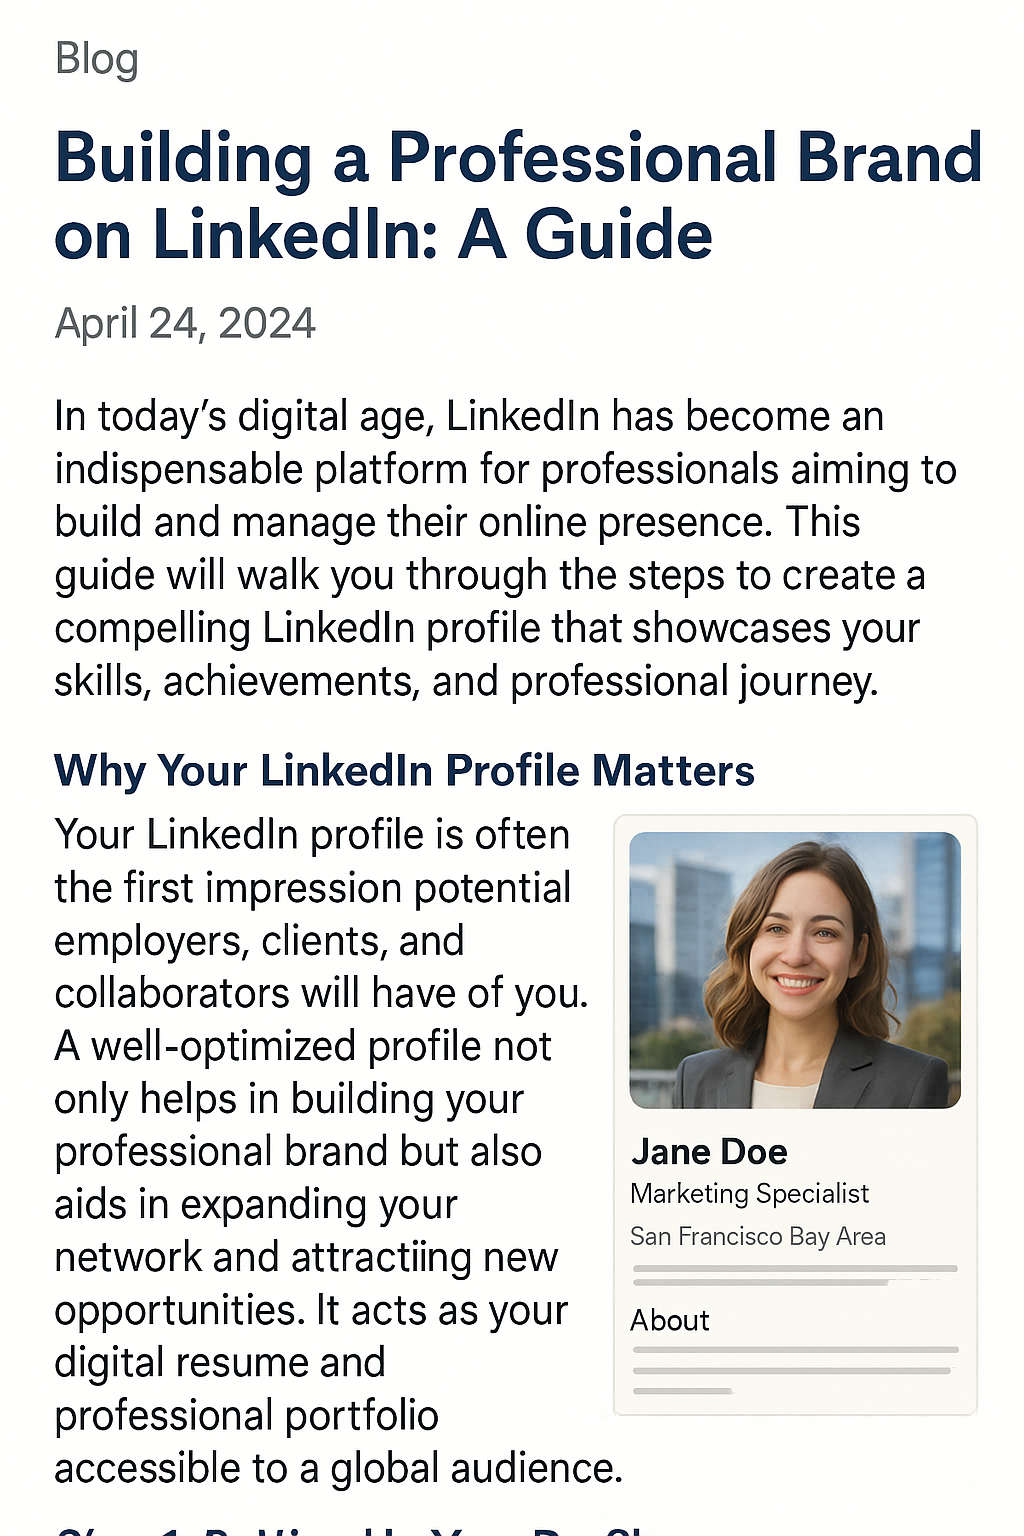 Blog
Building a Professional Brand
on LinkedIn: A Guide
April 24, 2024
In today’s digital age, LinkedIn has become an
indispensable platform for professionals aiming to
build and manage their online presence. This
guide will walk you through the steps to create a
compelling LinkedIn profile that showcases your
skills, achievements, and professional journey.
Why Your LinkedIn Profile Matters
Your LinkedIn profile is often
the first impression potential
employers, clients, and
collaborators will have of you.
A well-optimized profile not
only helps in building your
professional brand but also
aids in expanding your
network and attractiing new
opportunities. It acts as your
digital resume and
professional portfolio
accessible to a global audience.
Jane Doe
Marketing Specialist
San Francisco Bay Area
About